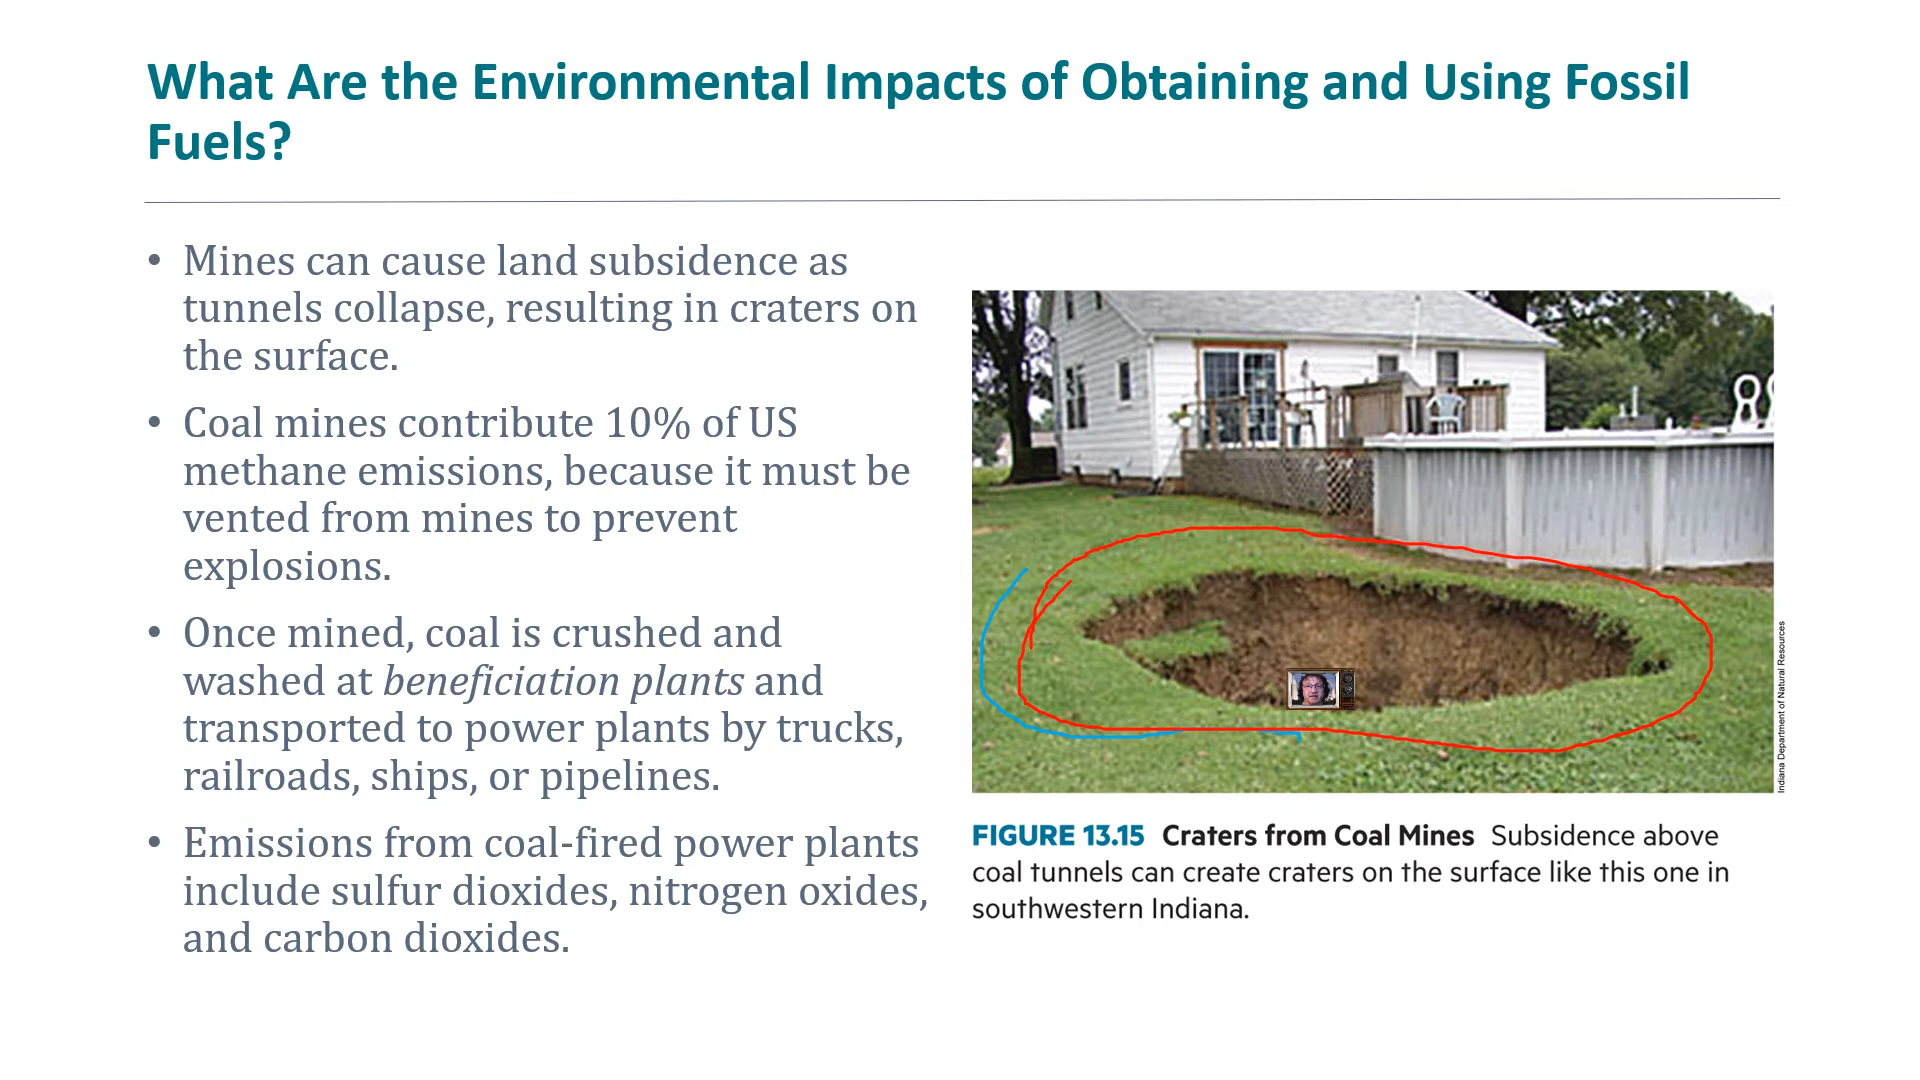 What Are the Environmental Impacts of Obtaining and Using Fossil
Fuels?
• Mines can cause land subsidence as
tunnels collapse, resulting in craters on
the surface.
• Coal mines contribute 10% of US
methane emissions, because it must be
vented from mines to prevent
explosions.
• Once mined, coal is crushed and
washed at beneficiation plants and
transported to power plants by trucks,
railroads, ships, or pipelines.
• Emissions from coal-fired power plants
include sulfur dioxides, nitrogen oxides,
and carbon dioxides.
Indiana Department of Natural Resources
FIGURE 13.15 Craters from Coal Mines Subsidence above
coal tunnels can create craters on the surface like this one in
southwestern Indiana.